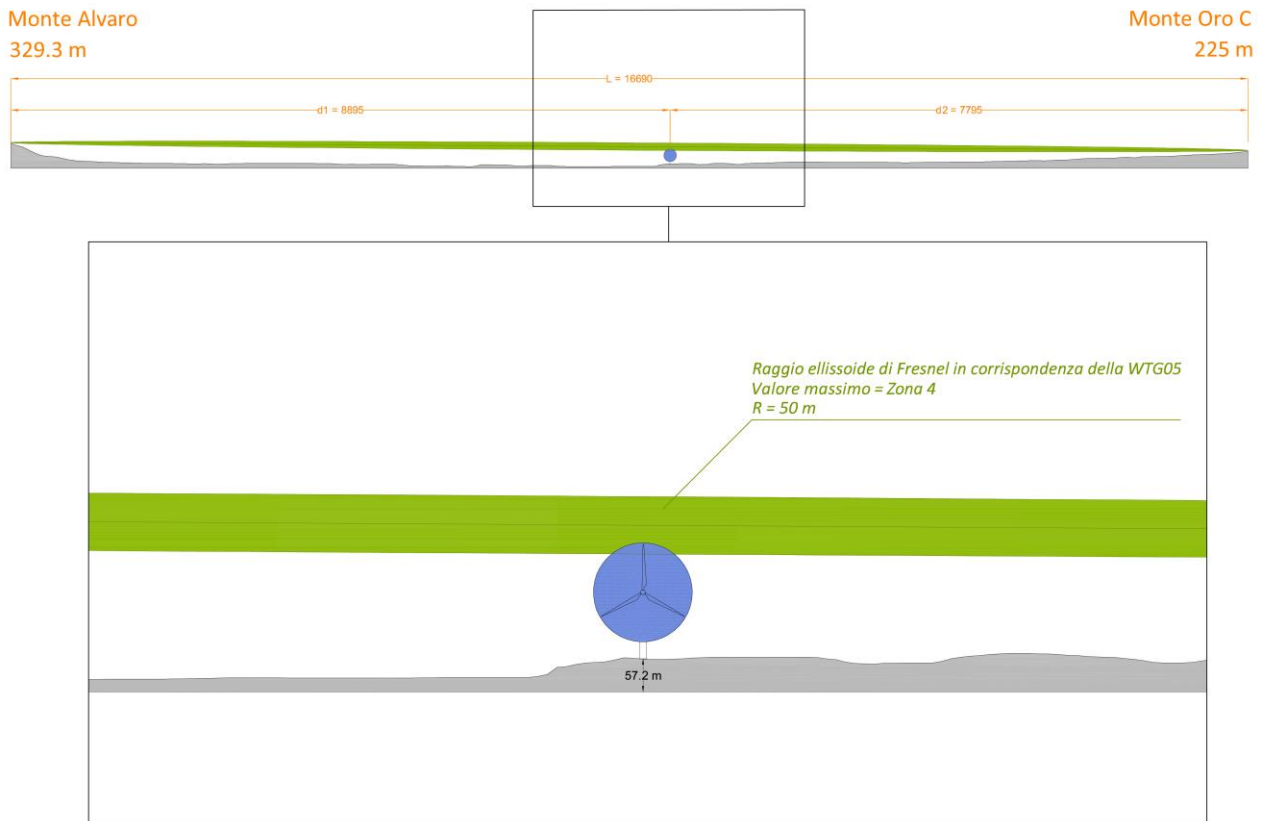 Monte Alvaro
329.3 m
Monte Oro C
225 m
L = 16690
d1 = 8895
d2 = 7795
Raggio ellissoide di Fresnel in corrispondenza della WTG05
Valore massimo = Zona 4
R = 50 m
57.2 m